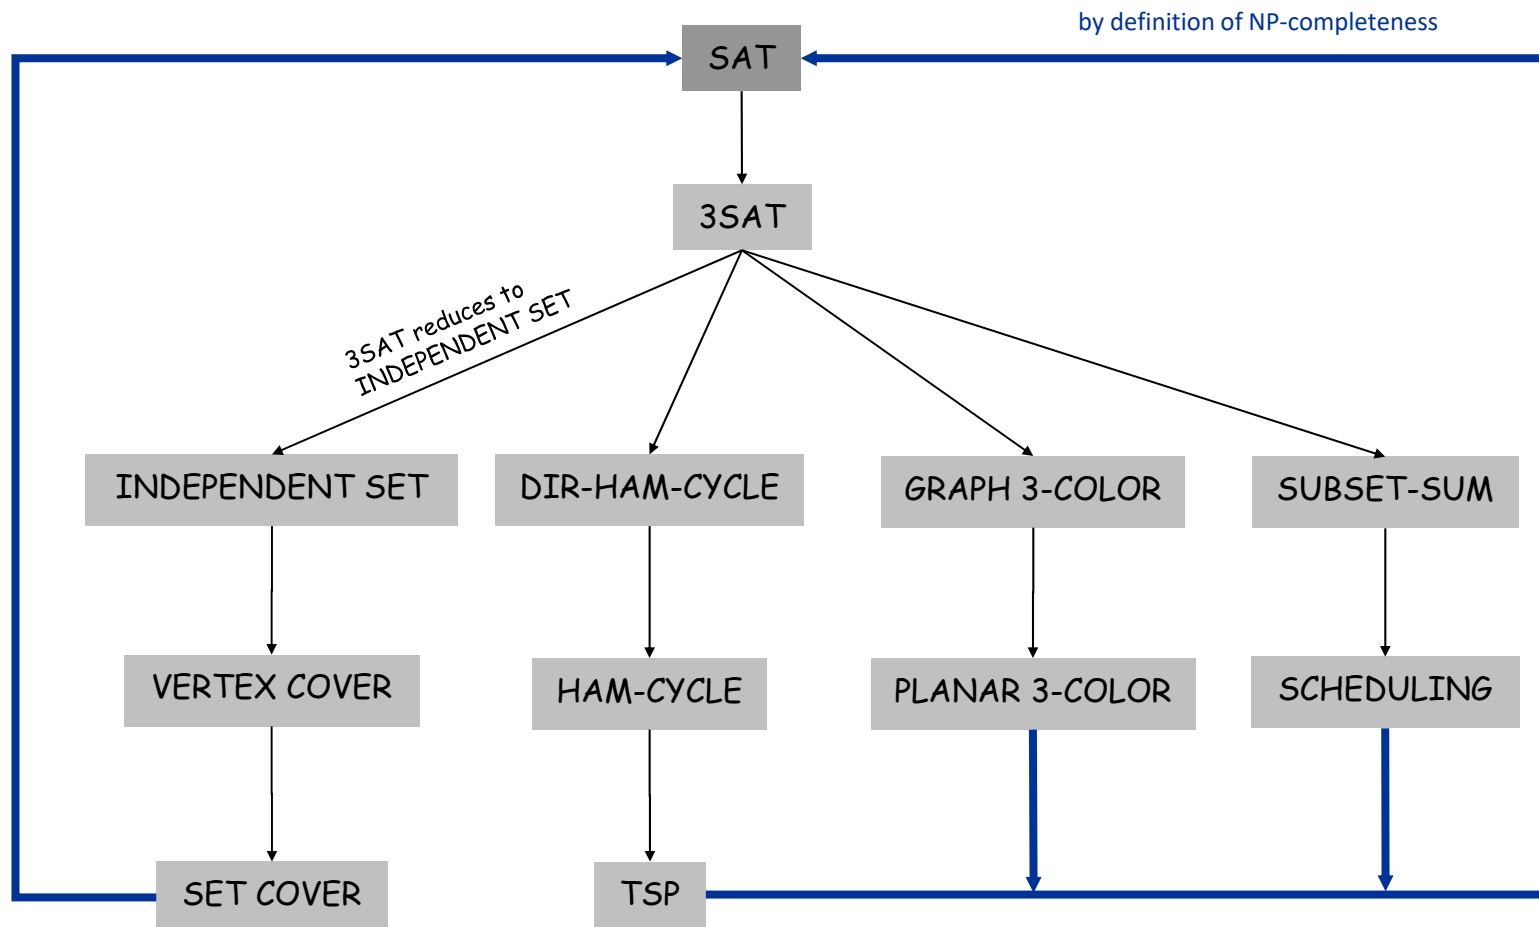 by definition of NP-completeness
SAT
3SAT
3SAT reduces to
INDEPENDENT SET
INDEPENDENT SET
DIR-HAM-CYCLE
GRAPH 3-COLOR
SUBSET-SUM
VERTEX COVER
HAM-CYCLE
PLANAR 3-COLOR
SCHEDULING
SET COVER
TSP